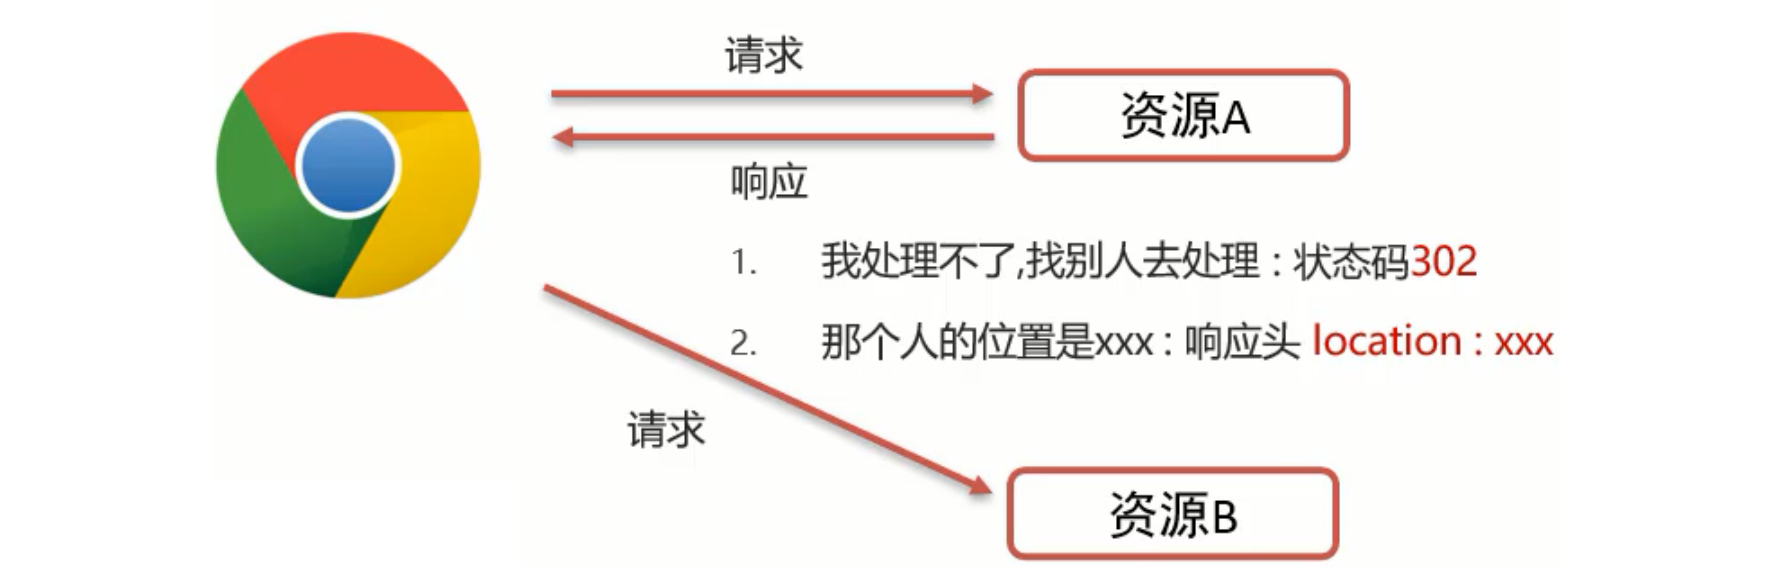 请求
资源A
响应
1. 我处理不了,找别人去处理：状态码302
2. 那个人的位置是xxx：响应头 location：xxx
请求
资源B